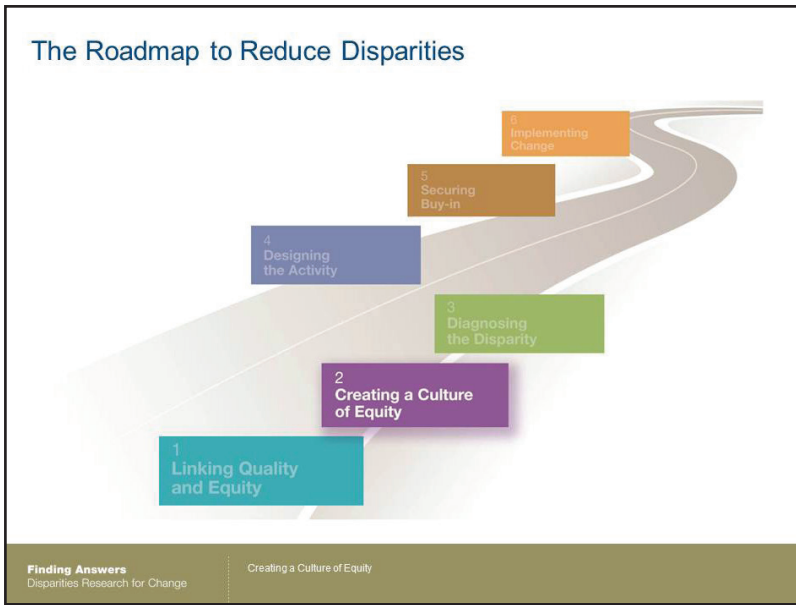 The Roadmap to Reduce Disparities
6
Implementing
Change
5
Securing
Buy-in
4
Designing
the Activity
3
Diagnosing
the Disparity
2
Creating a Culture
of Equity
1
Linking Quality
and Equity
Finding Answers
Disparities Research for Change
Creating a Culture of Equity